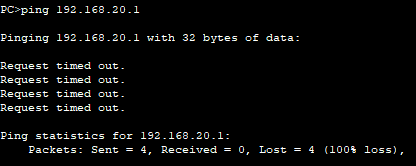 PC>ping 192.168.20.1
Pinging 192.168.20.1 with 32 bytes of data:
Request timed out.
Request timed out.
Request timed out.
Request timed out.
Ping statistics for 192.168.20.1:
Packets: Sent = 4, Received = 0, Lost = 4 (100% loss),